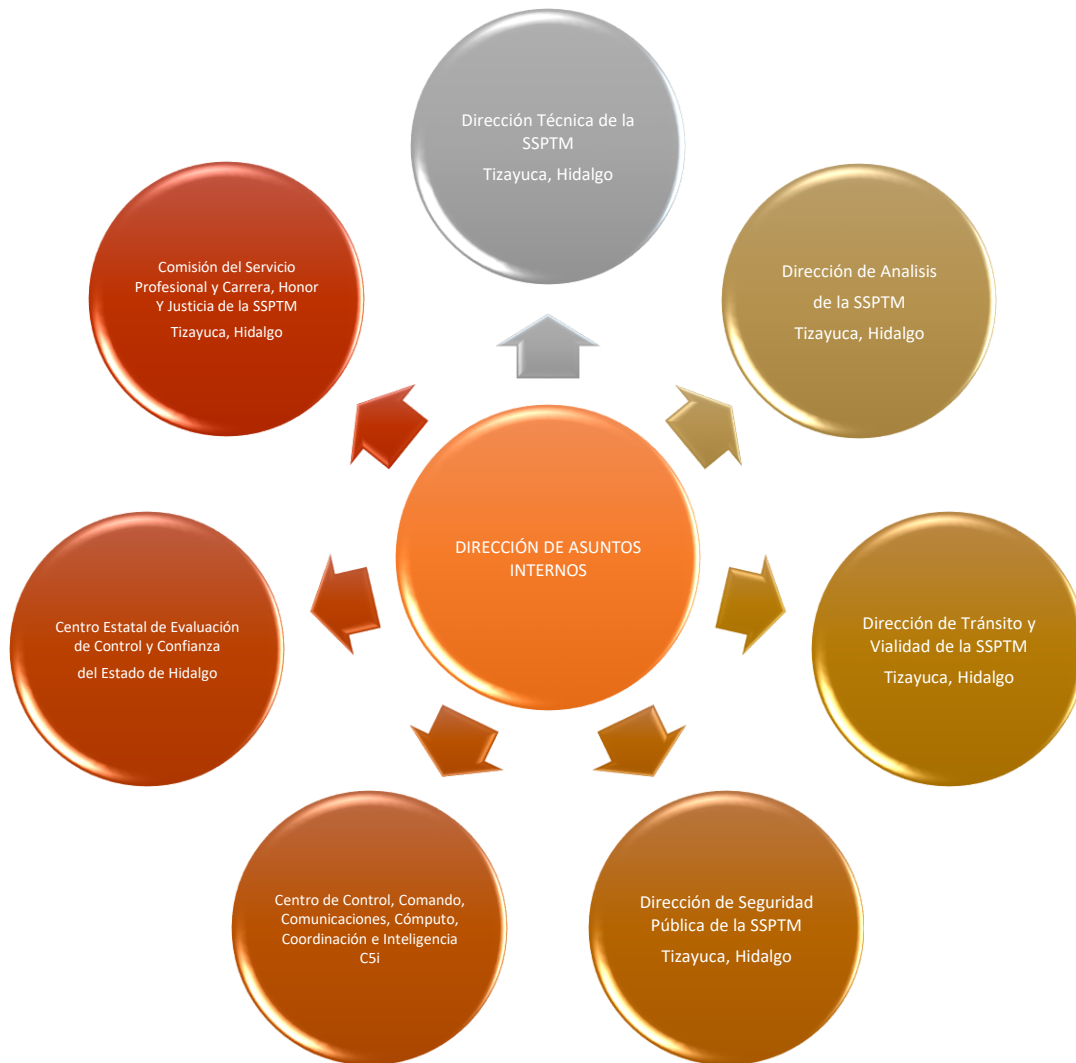 Dirección Técnica de la
SSPTM
Tizayuca, Hidalgo
Dirección de Analisis
de la SSPTM
Tizayuca, Hidalgo
Dirección de Tránsito y
Vialidad de la SSPTM
Tizayuca, Hidalgo
Dirección de Seguridad
Pública de la SSPTM
Tizayuca, Hidalgo
Centro de Control, Comando,
Comunicaciones, Cómputo,
Coordinación e Inteligencia
C5i
Centro Estatal de Evaluación
de Control y Confianza
del Estado de Hidalgo
Comisión del Servicio
Profesional y Carrera, Honor
Y Justicia de la SSPTM
Tizayuca, Hidalgo
DIRECCIÓN DE ASUNTOS
INTERNOS